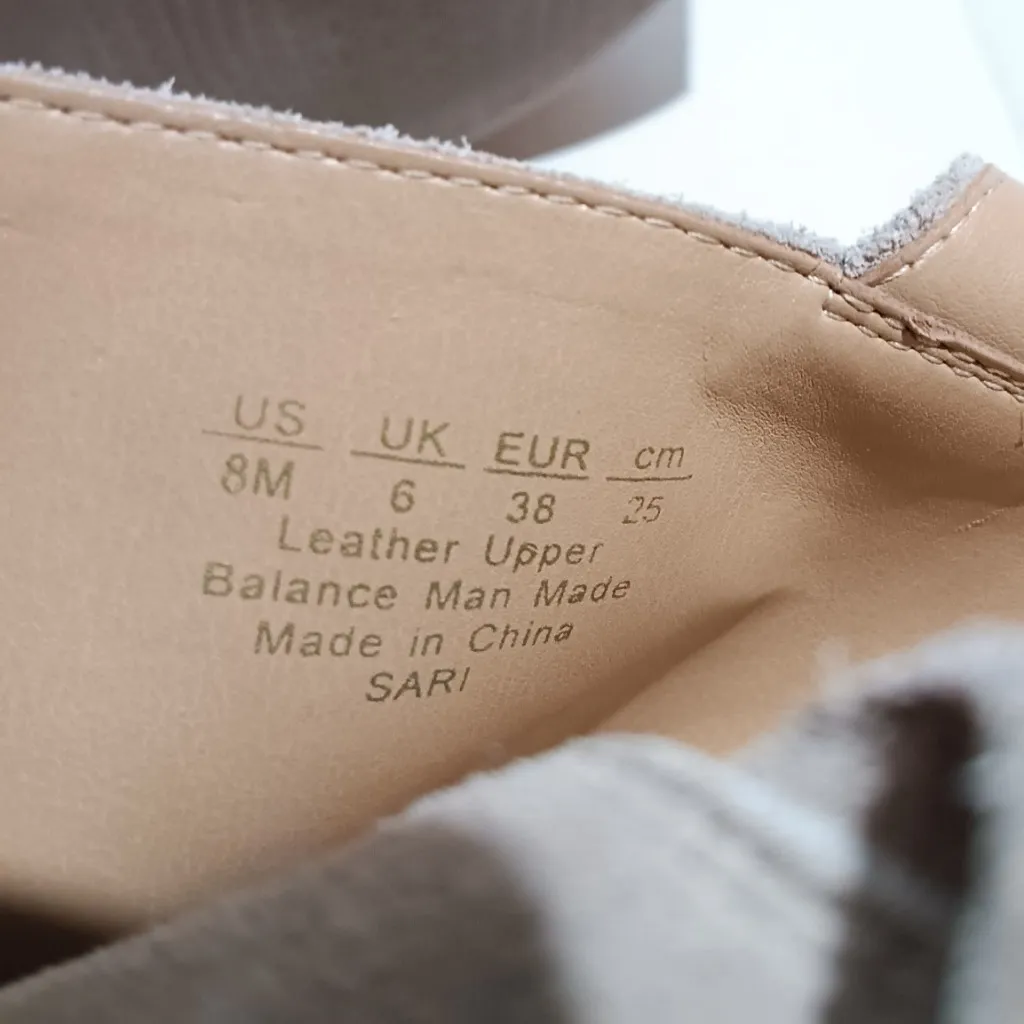 US UK EUR cm
8M 6 38 25
Leather Upper
Balance Man Made
Made in China
SARI